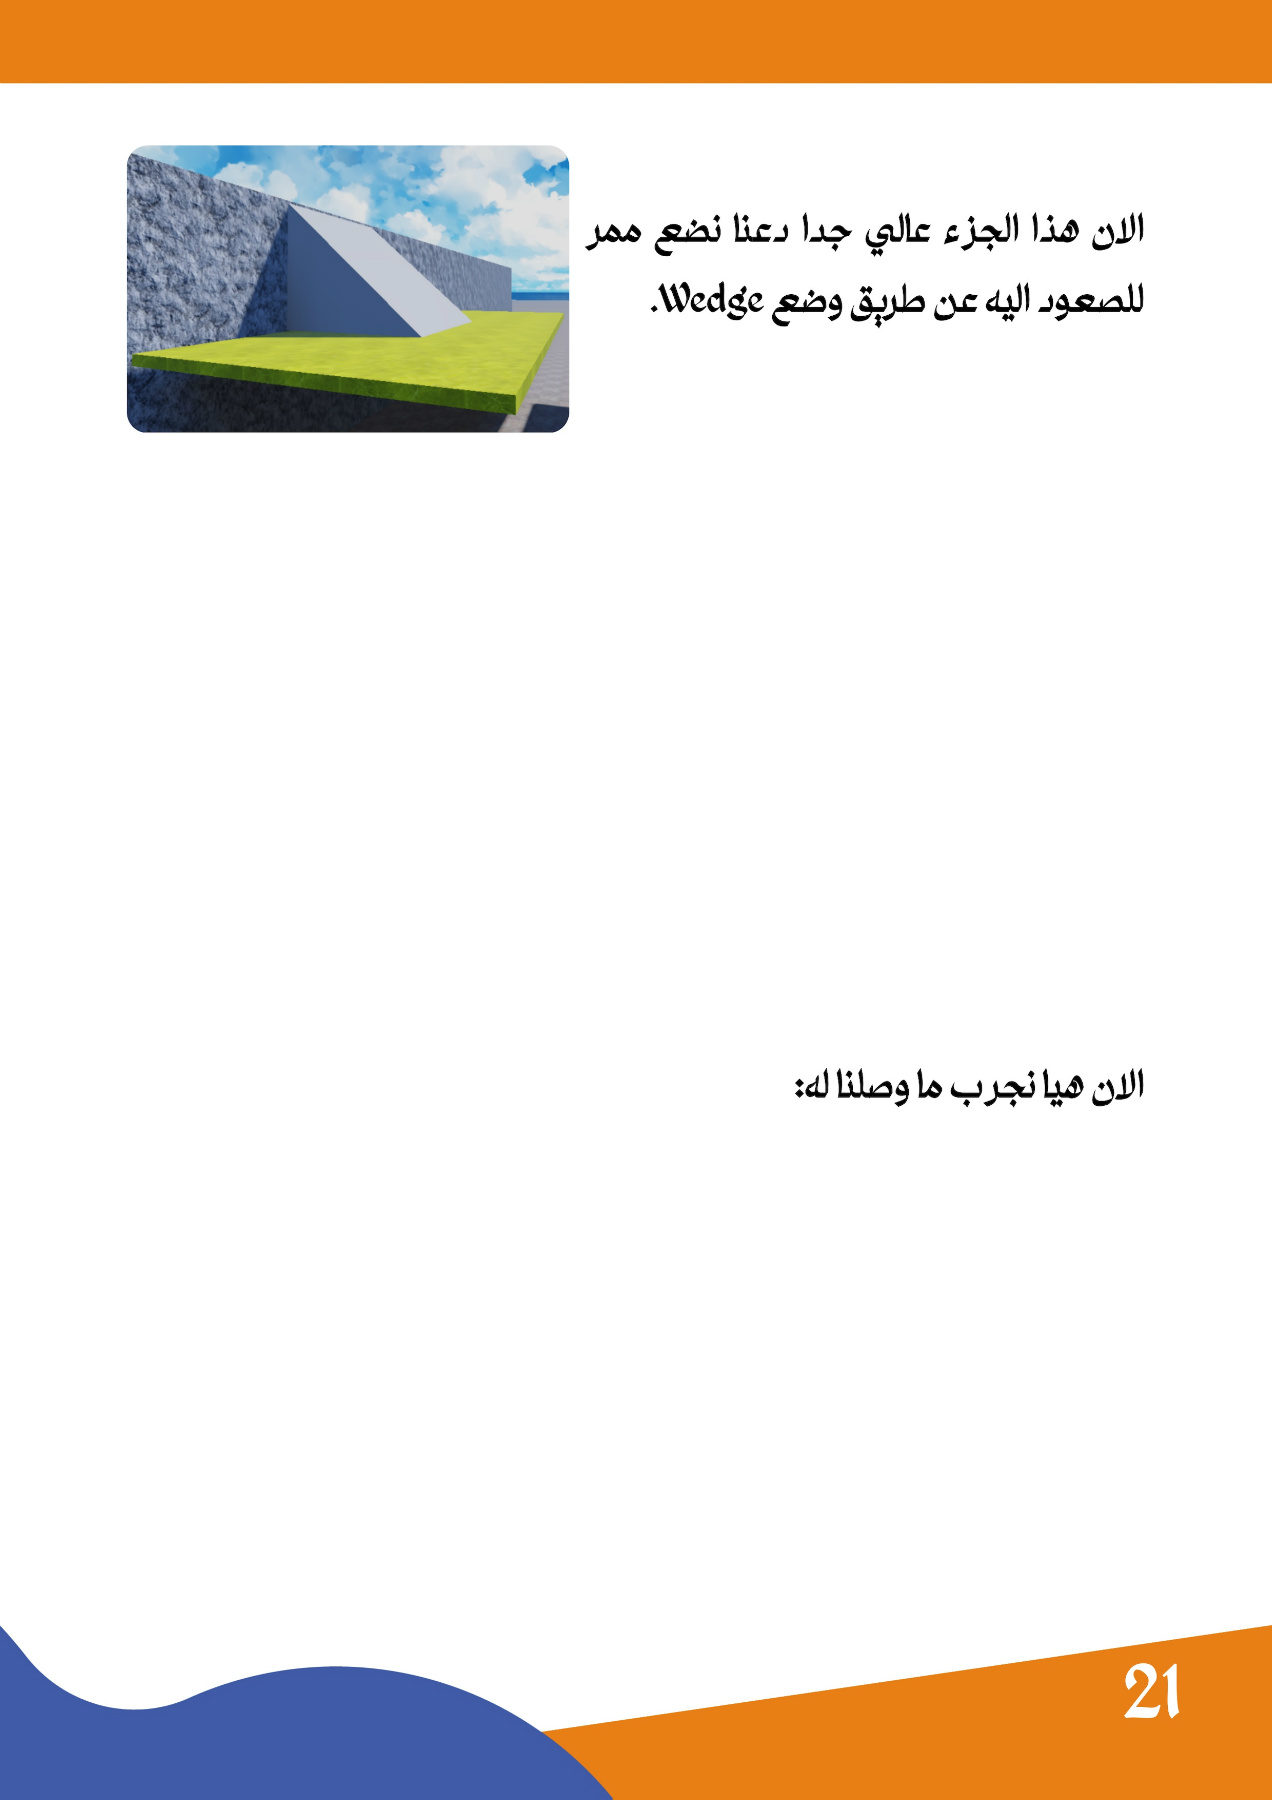 الان هذا الجزء عالي جدا دعنا نضع ممر
للصعود اليه عن طريق وضع Wedge.
الان هيا نجرب ما وصلنا له:
21